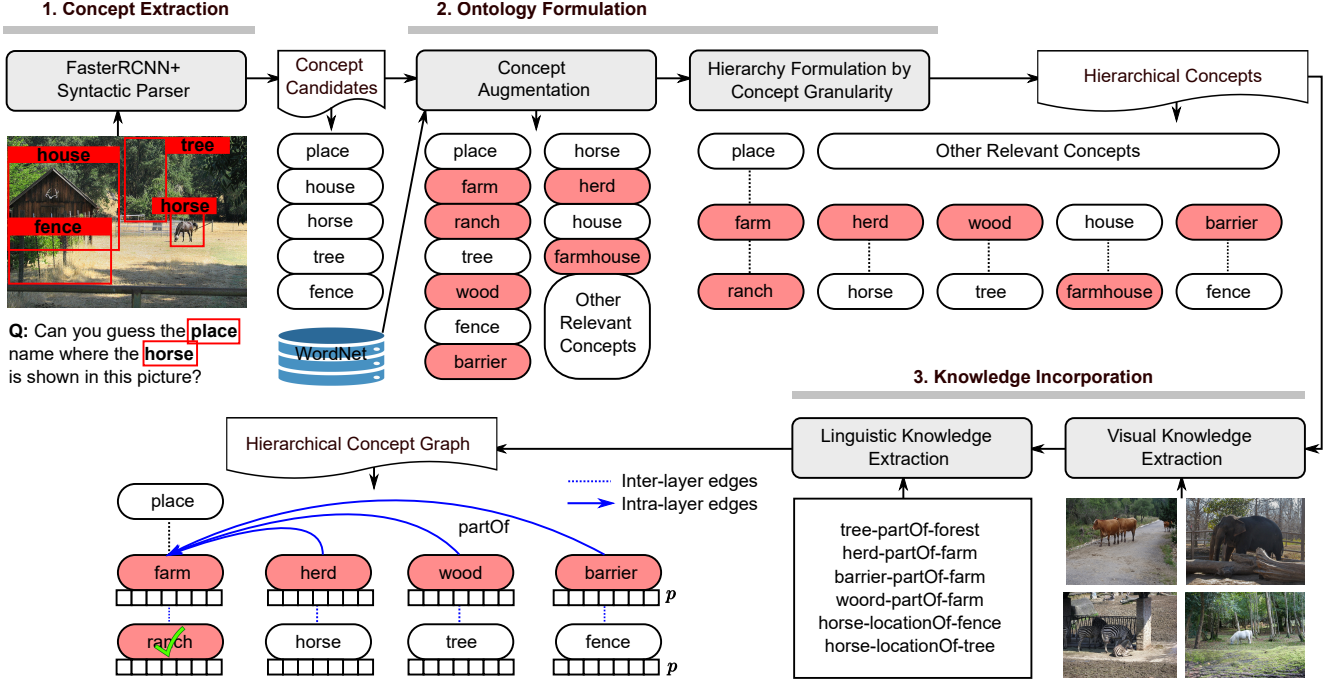 1. Concept Extraction
2. Ontology Formulation
FasterRCNN+
Syntactic Parser
Concept
Candidates
Concept
Augmentation
Hierarchy Formulation by
Concept Granularity
Hierarchical Concepts
house
tree
horse
fence
Q: Can you guess the place
name where the horse
is shown in this picture?
place
house
horse
tree
fence
WordNet
place
farm
ranch
tree
wood
fence
barrier
horse
herd
house
farmhouse
Other
Relevant
Concepts
place
Other Relevant Concepts
farm
herd
wood
house
barrier
ranch
horse
tree
farmhouse
fence
3. Knowledge Incorporation
Hierarchical Concept Graph
Linguistic Knowledge
Extraction
Visual Knowledge
Extraction
Inter-layer edges
Intra-layer edges
place
partOf
farm
herd
wood
barrier
p
ranch
horse
tree
fence
p
tree-partOf-forest
herd-partOf-farm
barrier-partOf-farm
woord-partOf-farm
horse-locationOf-fence
horse-locationOf-tree